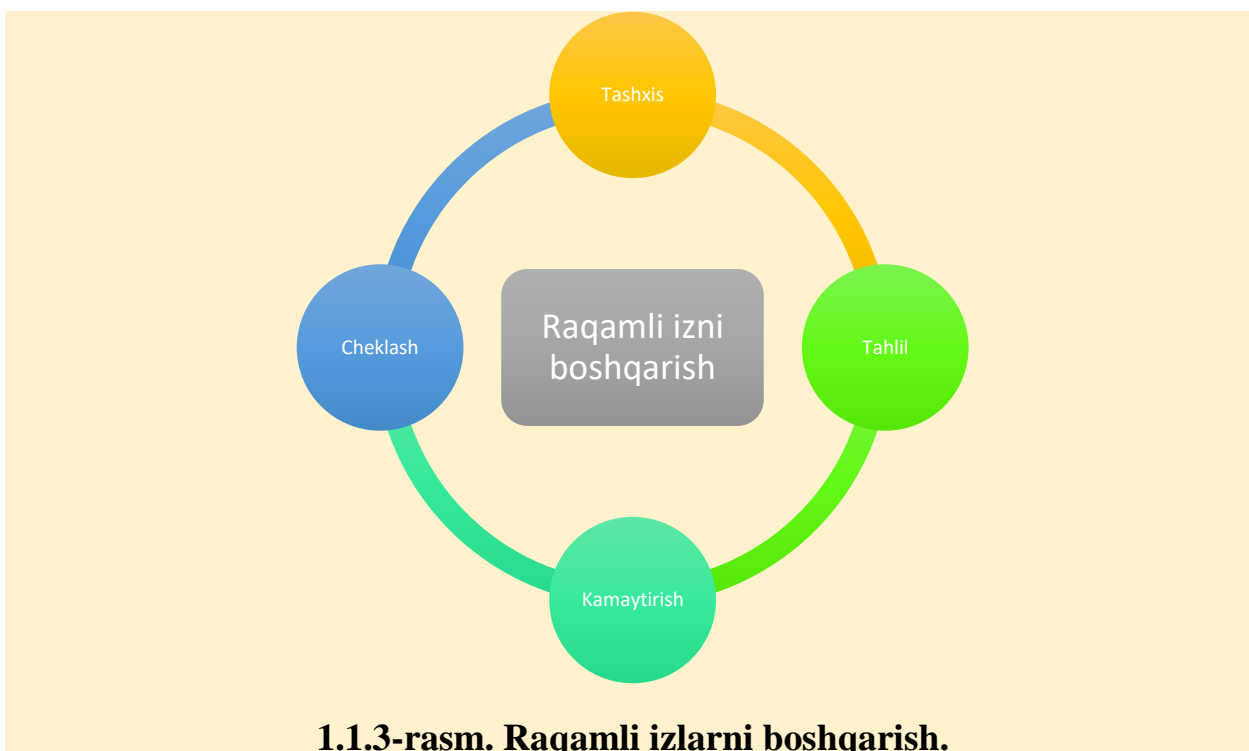 Tashxis
Cheklash
Raqamli izni
boshqarish
Tahlil
Kamaytirish
1.1.3-rasm. Raqamli izlarni boshqarish.